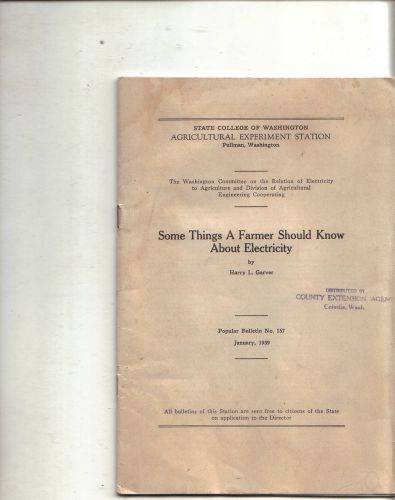 STATE COLLEGE OF WASHINGTON
AGRICULTURAL EXPERIMENT STATION
Pullman, Washington
The Washington Committee on the Relation of Electricity
to Agriculture and Division of Agricultural
Engineering Cooperating
Some Things A Farmer Should Know
About Electricity
by
Harry L. Garver
DISTRIBUTED BY
COUNTY EXTENSION AGENT
Colville, Wash.
Popular Bulletin No. 157
January, 1939
All bulletins of this Station are sent free to citizens of the State
on application to the Director